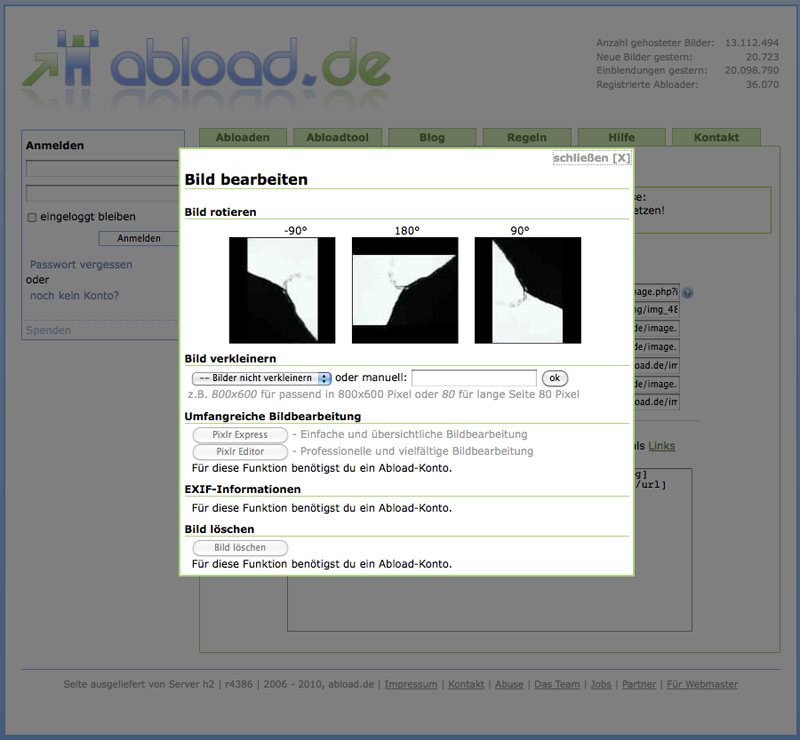 abload.de
Anzahl gehosteter Bilder: 13.112.494
Neue Bilder gestern: 20.723
Einblendungen gestern: 20.098.790
Registrierte Abloader: 36.070
Abloaden Abloadtool Blog Regeln Hilfe Kontakt
Anmelden
eingeloggt bleiben
Anmelden
Passwort vergessen
oder
noch kein Konto?
Spenden
schließen [X]
Bild bearbeiten
Bild rotieren
-90° 180° 90°
Bild verkleinern
-- Bilder nicht verkleinern oder manuell: ok
z.B. 800x600 für passend in 800x600 Pixel oder 80 für lange Seite 80 Pixel
Umfangreiche Bildbearbeitung
Pixlr Express - Einfache und übersichtliche Bildbearbeitung
Pixlr Editor - Professionelle und vielfältige Bildbearbeitung
Für diese Funktion benötigst du ein Abload-Konto.
EXIF-Informationen
Für diese Funktion benötigst du ein Abload-Konto.
Bild löschen
Bild löschen
Für diese Funktion benötigst du ein Abload-Konto.
se:
etzen!
nage.php?i
ng/img_48
de/image.
de/image.
oad.de/im
de/image.
oad.de/im
als Links
g]
/url]
Seite ausgeliefert von Server h2 | r4386 | 2006 - 2010, abload.de | Impressum | Kontakt | Abuse | Das Team | Jobs | Partner | Für Webmaster